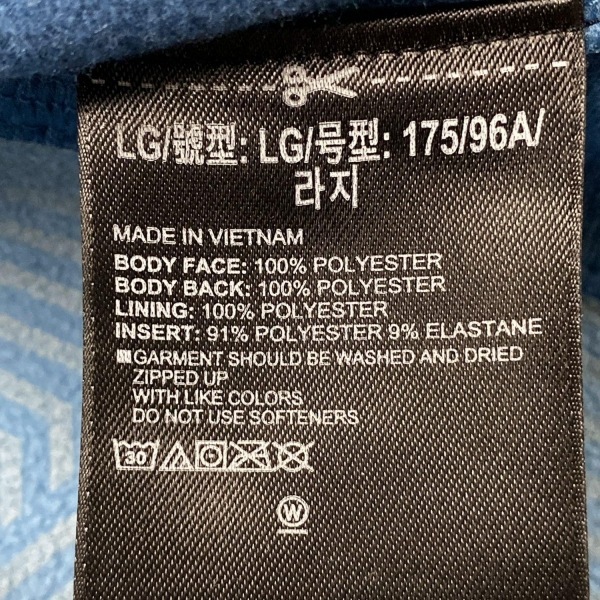 LG/號型: LG/号型: 175/96A/
라지
MADE IN VIETNAM
BODY FACE: 100% POLYESTER
BODY BACK: 100% POLYESTER
LINING: 100% POLYESTER
INSERT: 91% POLYESTER 9% ELASTANE
GARMENT SHOULD BE WASHED AND DRIED
ZIPPED UP
WITH LIKE COLORS
DO NOT USE SOFTENERS
30
W